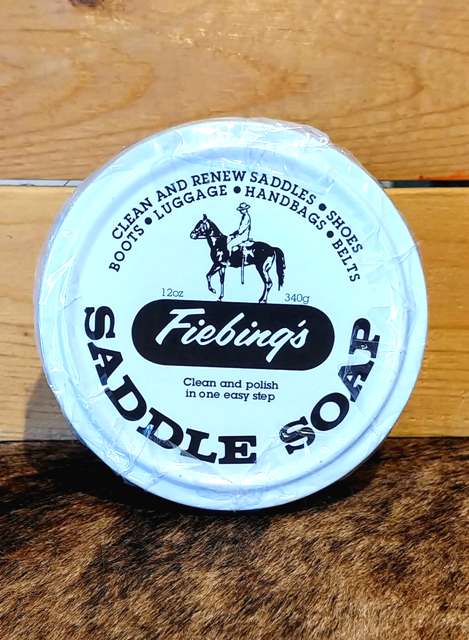 CLEAN AND RENEW SADDLES • SHOES
BOOTS • LUGGAGE • HANDBAGS • BELTS
12oz 340g
Fiebing's
Clean and polish
in one easy step
SADDLE SOAP